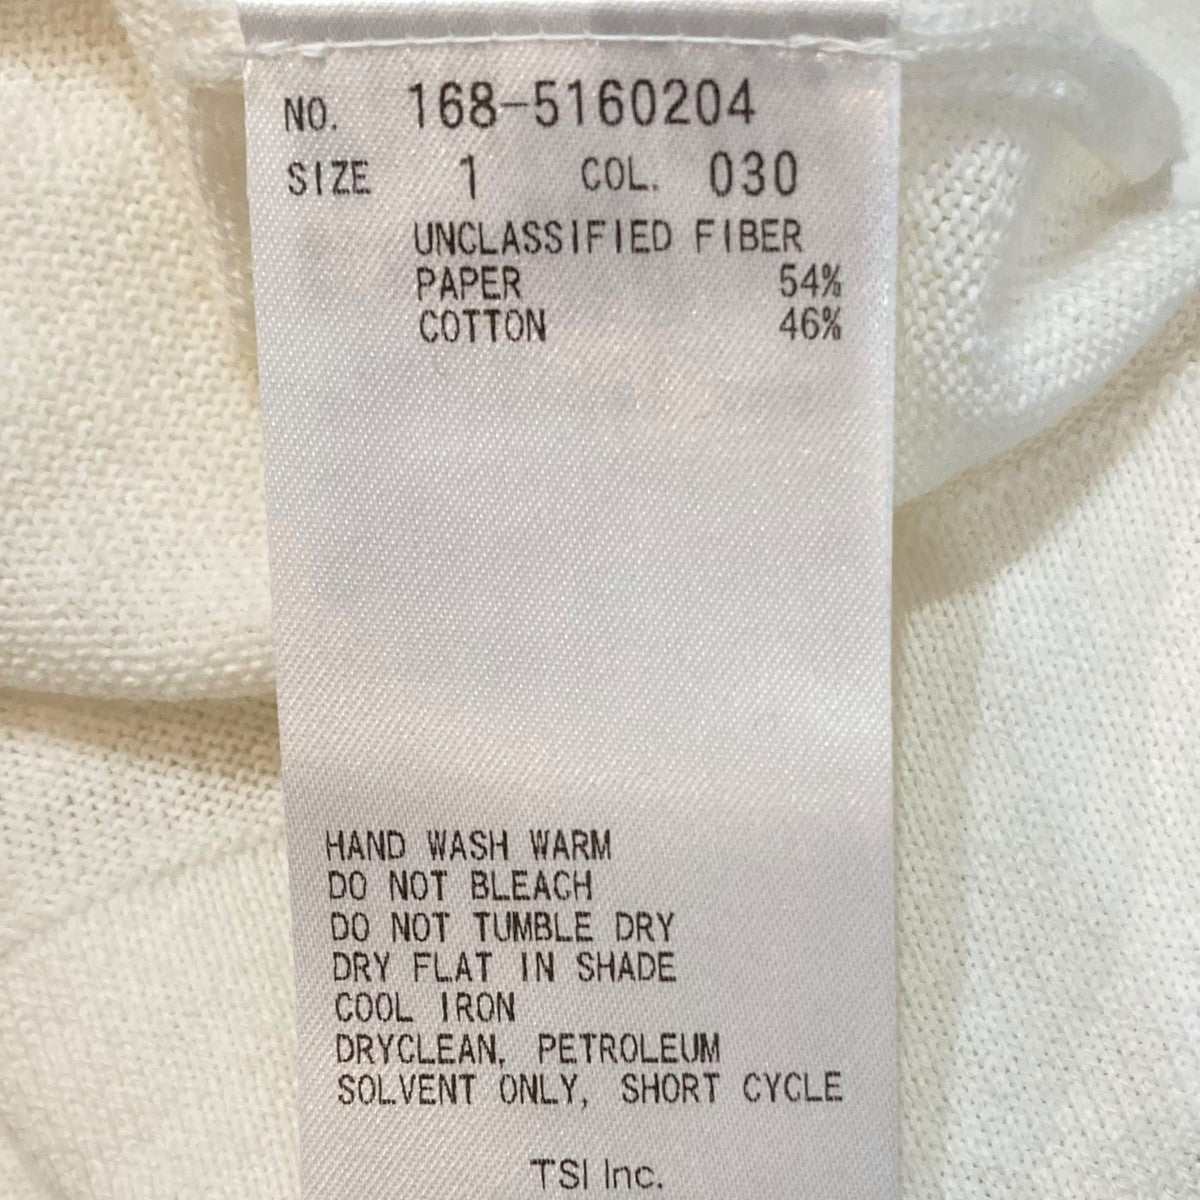 NO. 168-5160204
SIZE 1 COL. 030
UNCLASSIFIED FIBER
PAPER 54%
COTTON 46%
HAND WASH WARM
DO NOT BLEACH
DO NOT TUMBLE DRY
DRY FLAT IN SHADE
COOL IRON
DRYCLEAN, PETROLEUM
SOLVENT ONLY, SHORT CYCLE
TSI Inc.